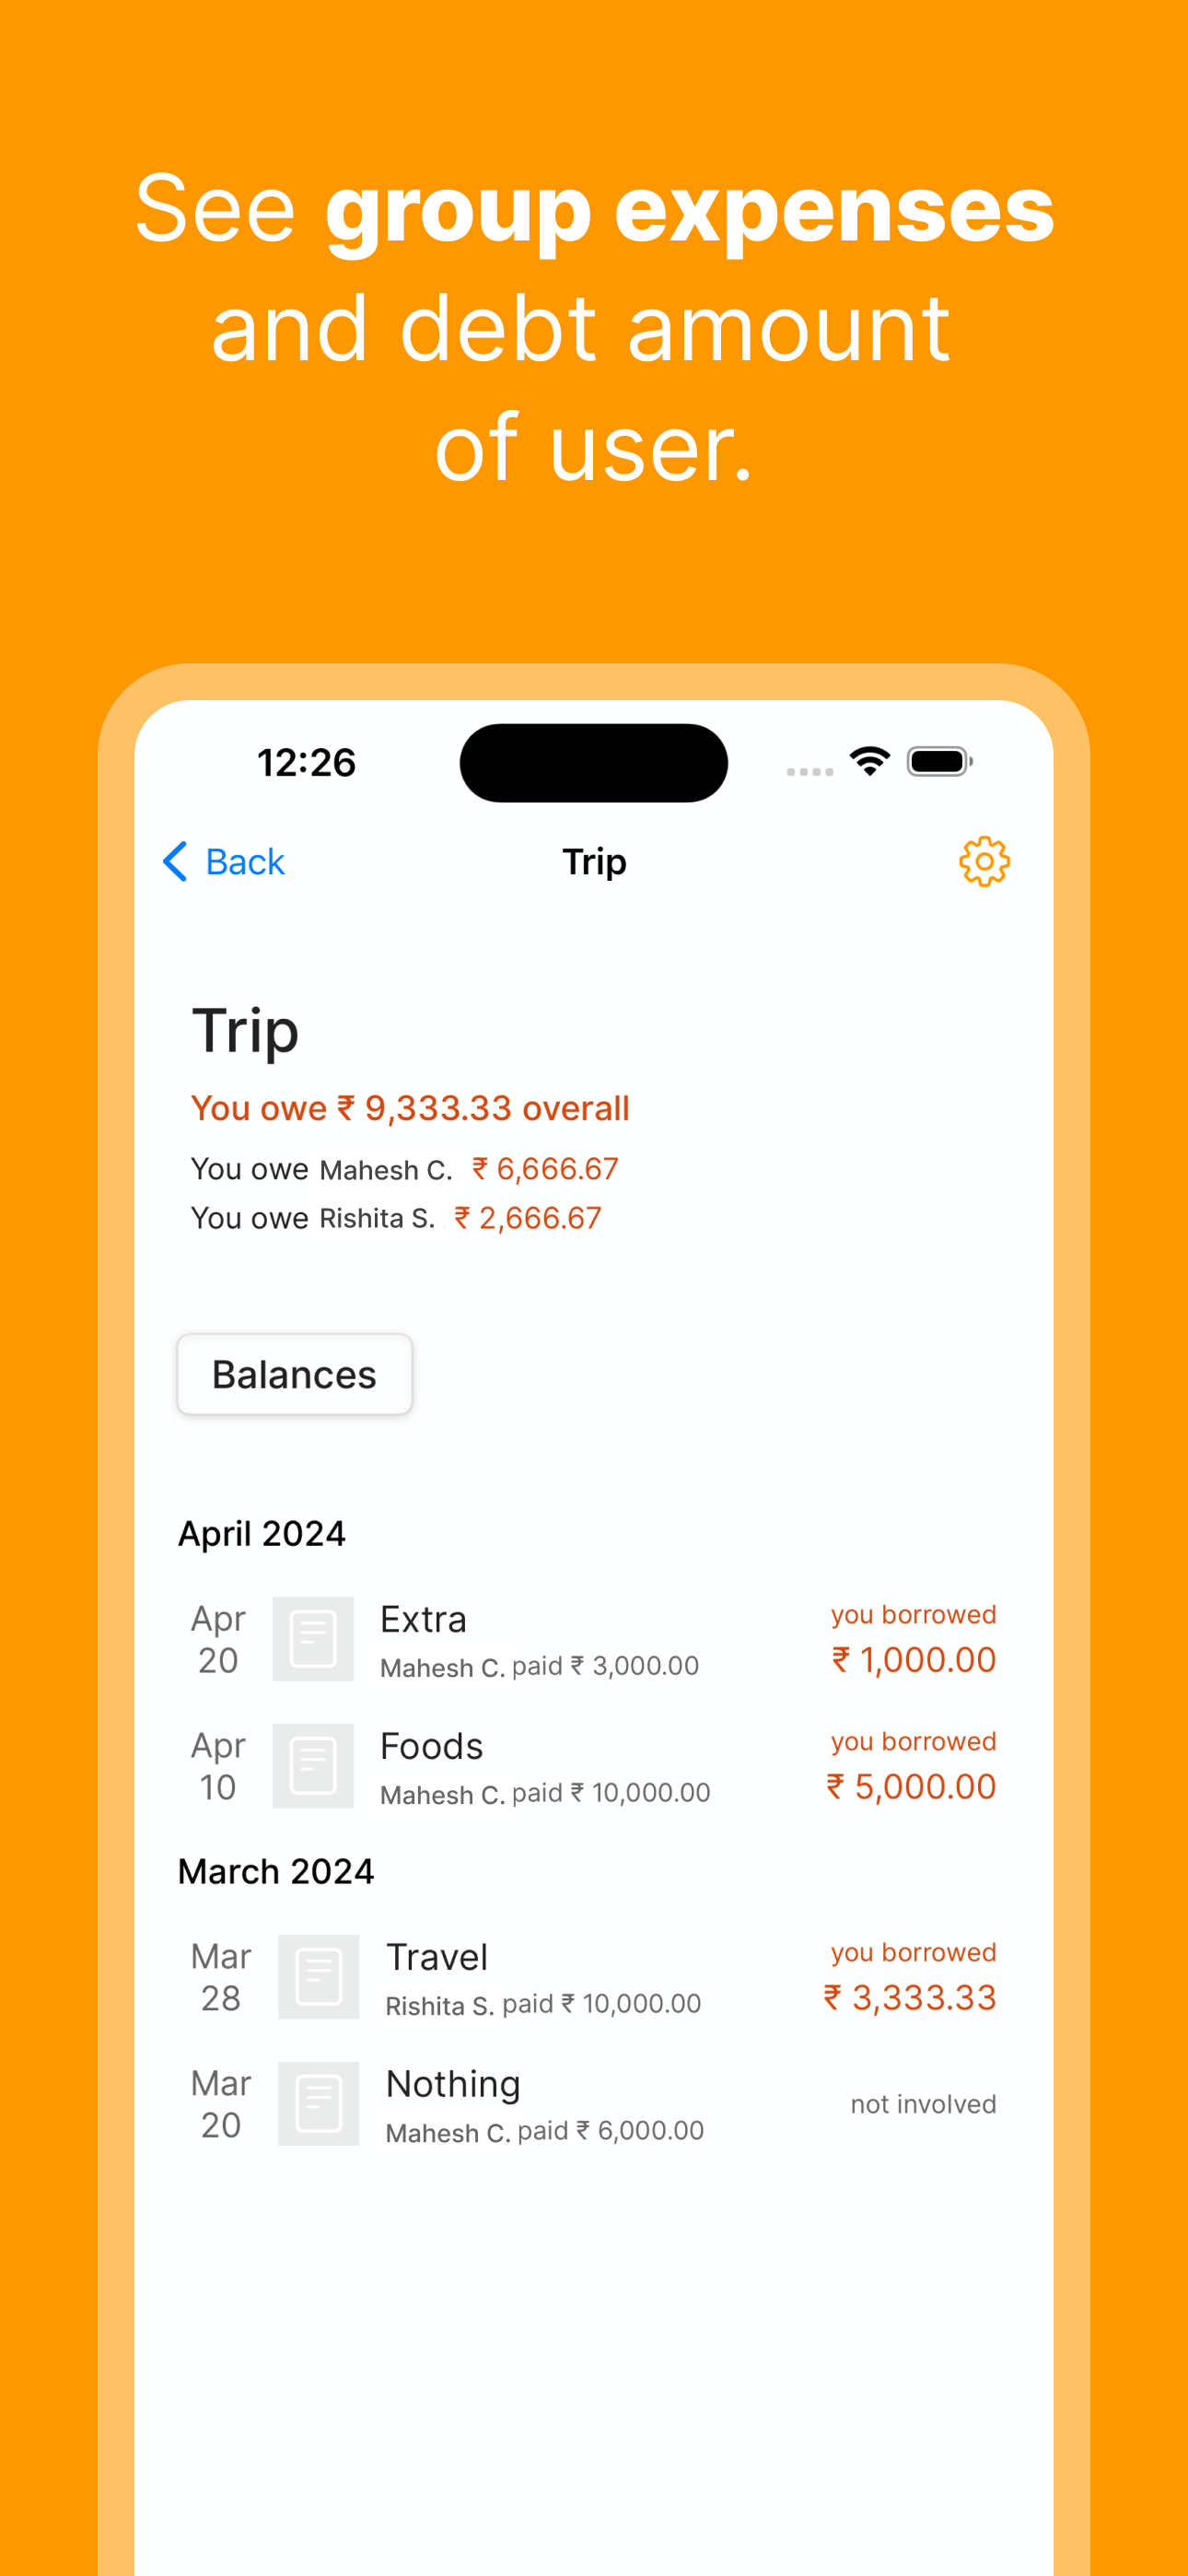 See group expenses
and debt amount
of user.
12:26
Back
Trip
Trip
You owe ₹ 9,333.33 overall
You owe Mahesh C. ₹ 6,666.67
You owe Rishita S. ₹ 2,666.67
Balances
April 2024
Apr
20
Extra
Mahesh C. paid ₹ 3,000.00
you borrowed
₹ 1,000.00
Apr
10
Foods
Mahesh C. paid ₹ 10,000.00
you borrowed
₹ 5,000.00
March 2024
Mar
28
Travel
Rishita S. paid ₹ 10,000.00
you borrowed
₹ 3,333.33
Mar
20
Nothing
Mahesh C. paid ₹ 6,000.00
not involved